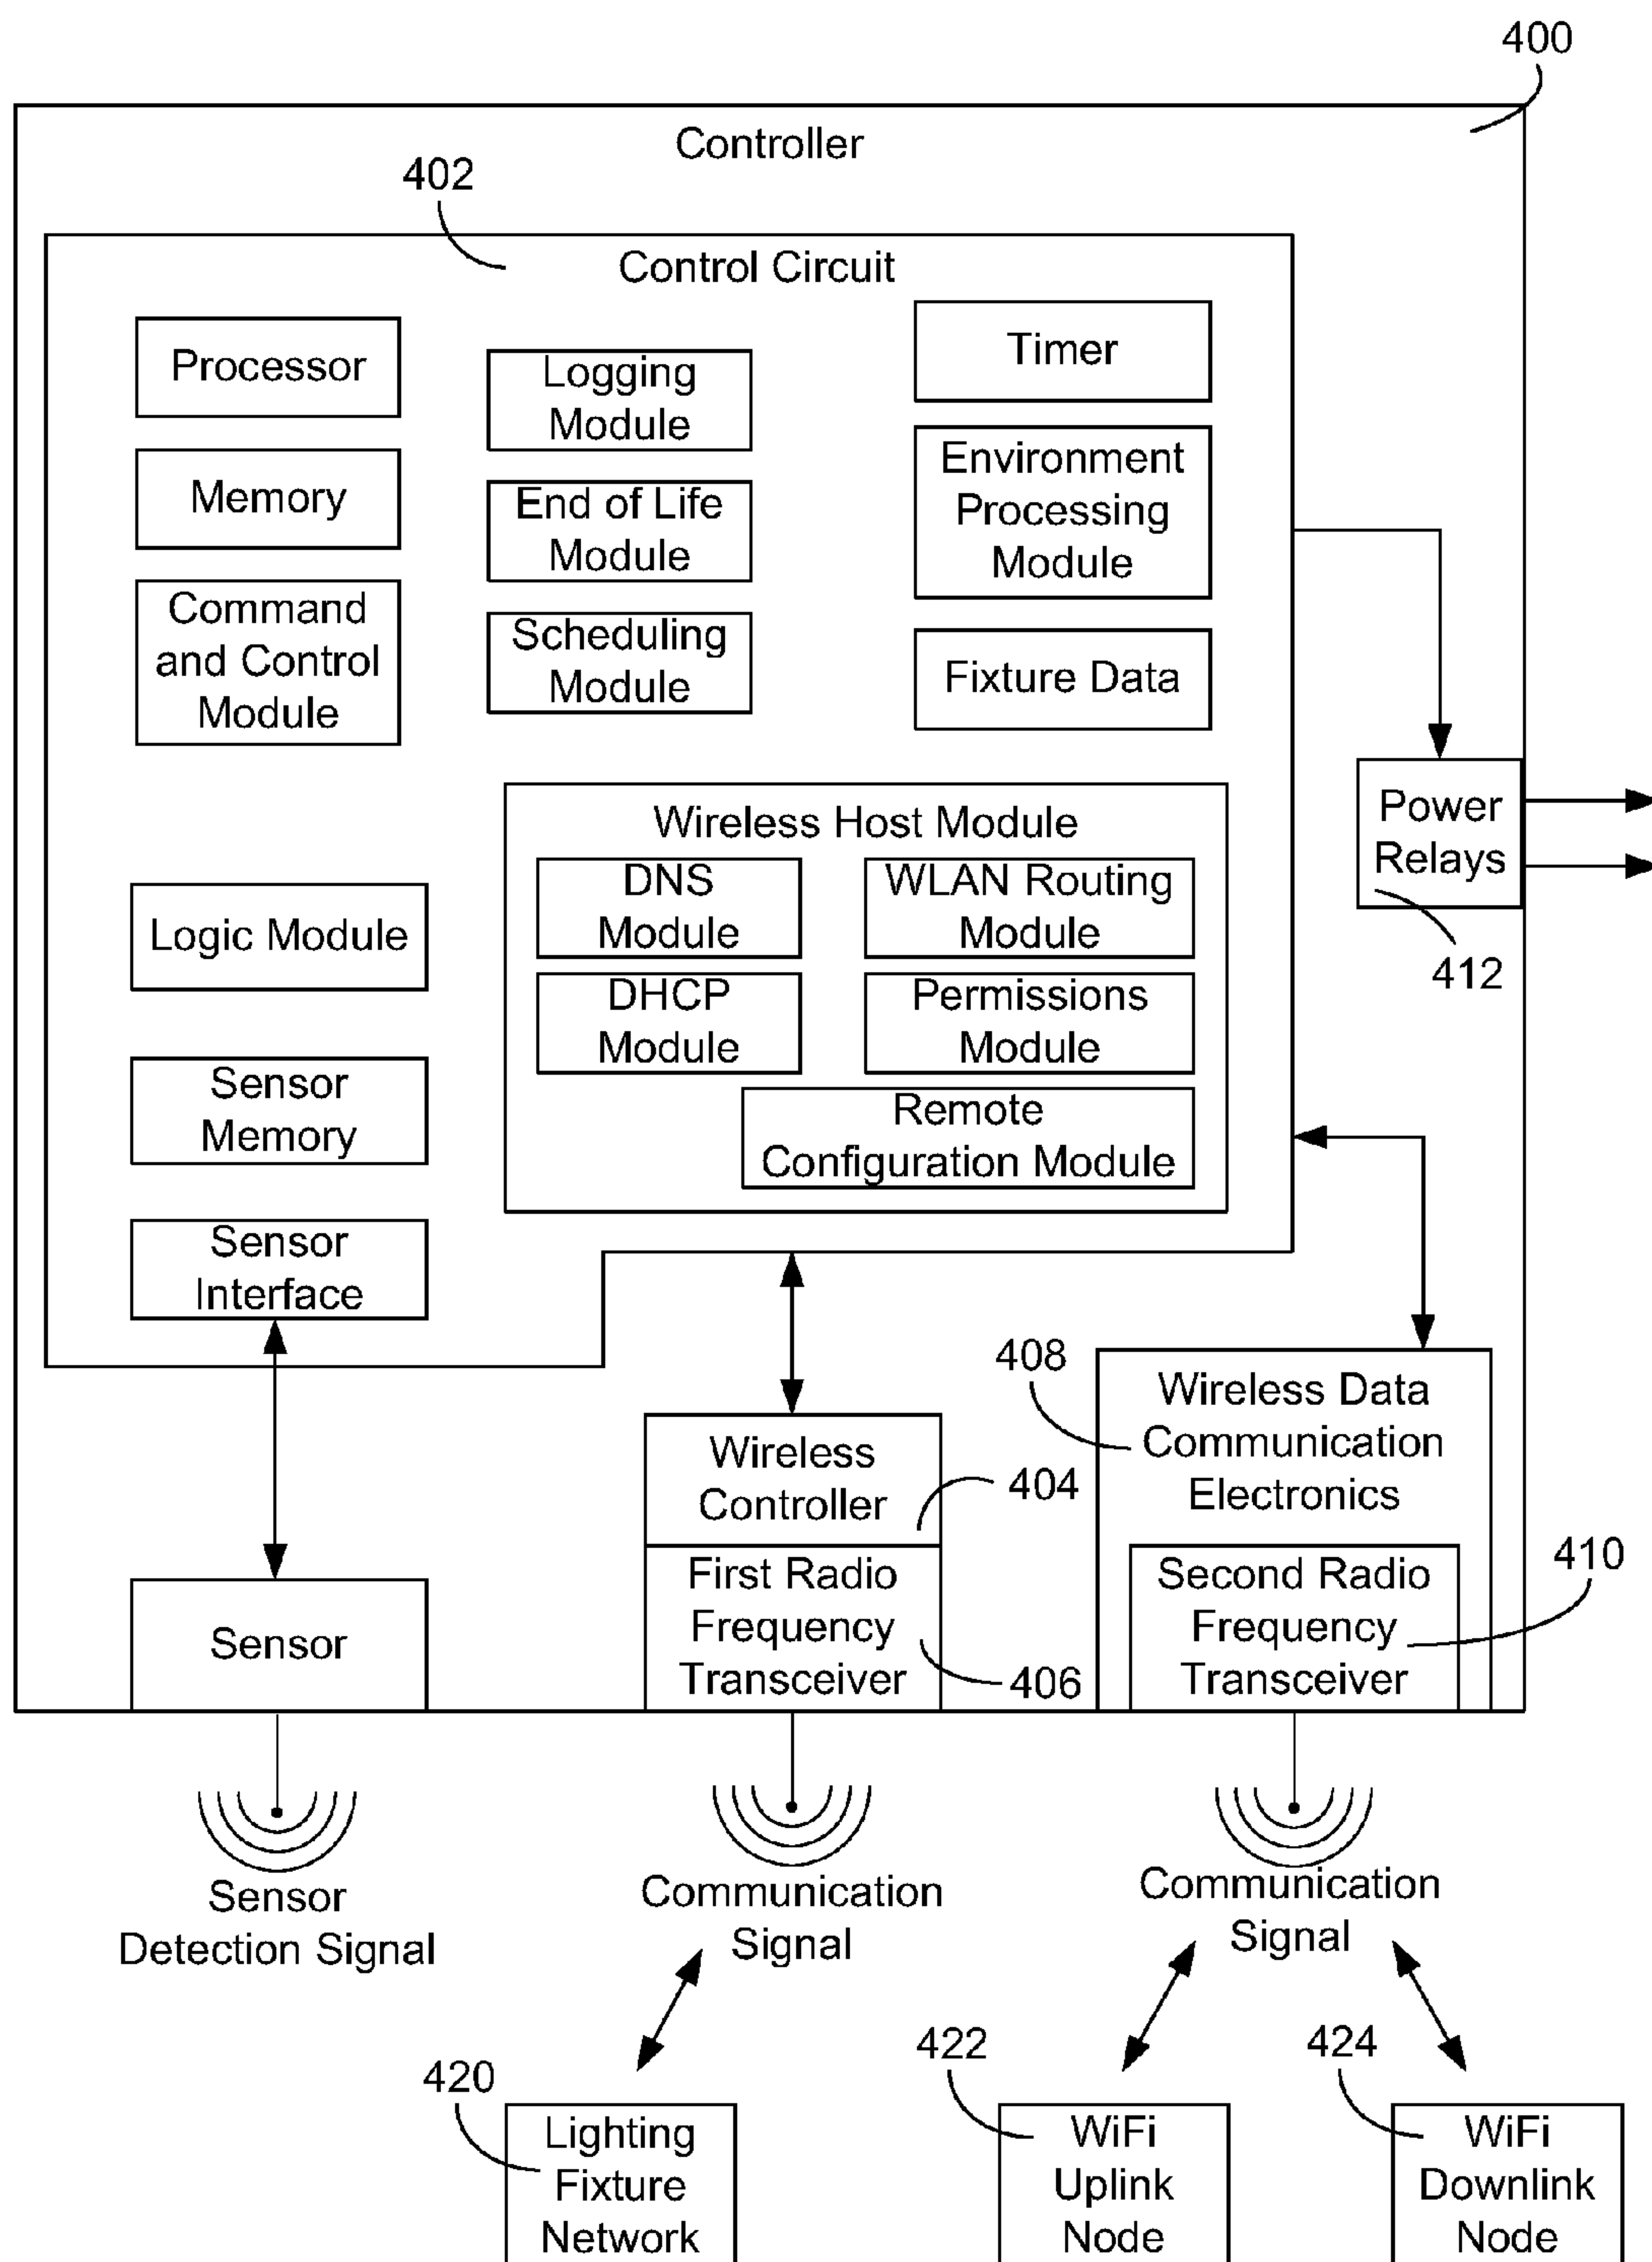 400
Controller
402
Control Circuit
Processor
Memory
Command
and Control
Module
Logging
Module
End of Life
Module
Scheduling
Module
Timer
Environment
Processing
Module
Fixture Data
Power
Relays
412
Wireless Host Module
DNS
Module
WLAN Routing
Module
DHCP
Module
Permissions
Module
Remote
Configuration Module
Logic Module
Sensor
Memory
Sensor
Interface
Sensor
Wireless
Controller
404
First Radio
Frequency
Transceiver
406
408
Wireless Data
Communication
Electronics
Second Radio
Frequency
Transceiver
410
Sensor
Detection Signal
Communication
Signal
Communication
Signal
420
Lighting
Fixture
Network
422
WiFi
Uplink
Node
424
WiFi
Downlink
Node